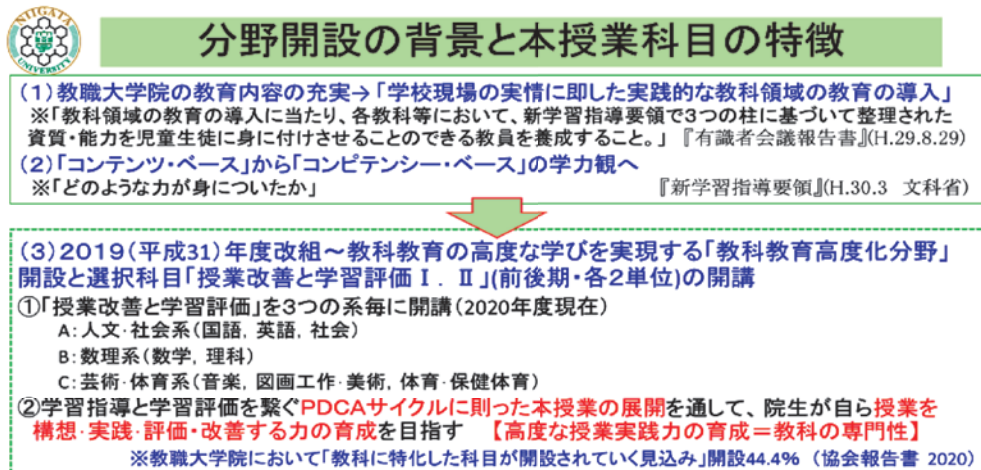 NIIGATA
UNIVERSITY
分野開設の背景と本授業科目の特徴
(1)教職大学院の教育内容の充実→「学校現場の実情に即した実践的な教科領域の教育の導入」
※「教科領域の教育の導入に当たり、各教科等において、新学習指導要領で3つの柱に基づいて整理された
資質・能力を児童生徒に身に付けさせることのできる教員を養成すること。」 『有識者会議報告書』(H.29.8.29)
(2)「コンテンツ・ベース」から「コンピテンシー・ベース」の学力観へ
※「どのような力が身についたか」 『新学習指導要領』(H.30.3 文科省)
(3)2019(平成31)年度改組～教科教育の高度な学びを実現する「教科教育高度化分野」
開設と選択科目「授業改善と学習評価Ⅰ．Ⅱ」(前後期・各2単位)の開講
①「授業改善と学習評価」を3つの系毎に開講(2020年度現在)
A:人文・社会系(国語，英語，社会)
B:数理系(数学，理科)
C:芸術・体育系(音楽，図画工作・美術，体育・保健体育)
②学習指導と学習評価を繋ぐPDCAサイクルに則った本授業の展開を通して、院生が自ら授業を
構想・実践・評価・改善する力の育成を目指す 【高度な授業実践力の育成＝教科の専門性】
※教職大学院において「教科に特化した科目が開設されていく見込み」開設44.4% (協会報告書 2020)